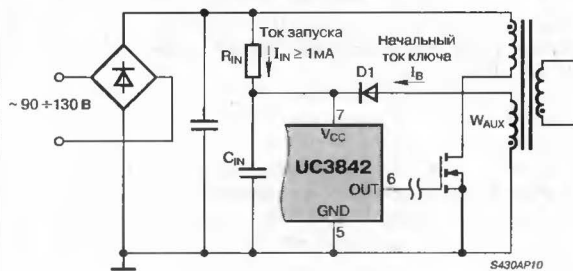 Ток запуска
R_IN
I_IN ≥ 1мА
Начальный
ток ключа
I_B
D1
~ 90 ÷130 В
7
V_CC
W_AUX
C_IN
UC3842
OUT
6
GND
5
S430AP10